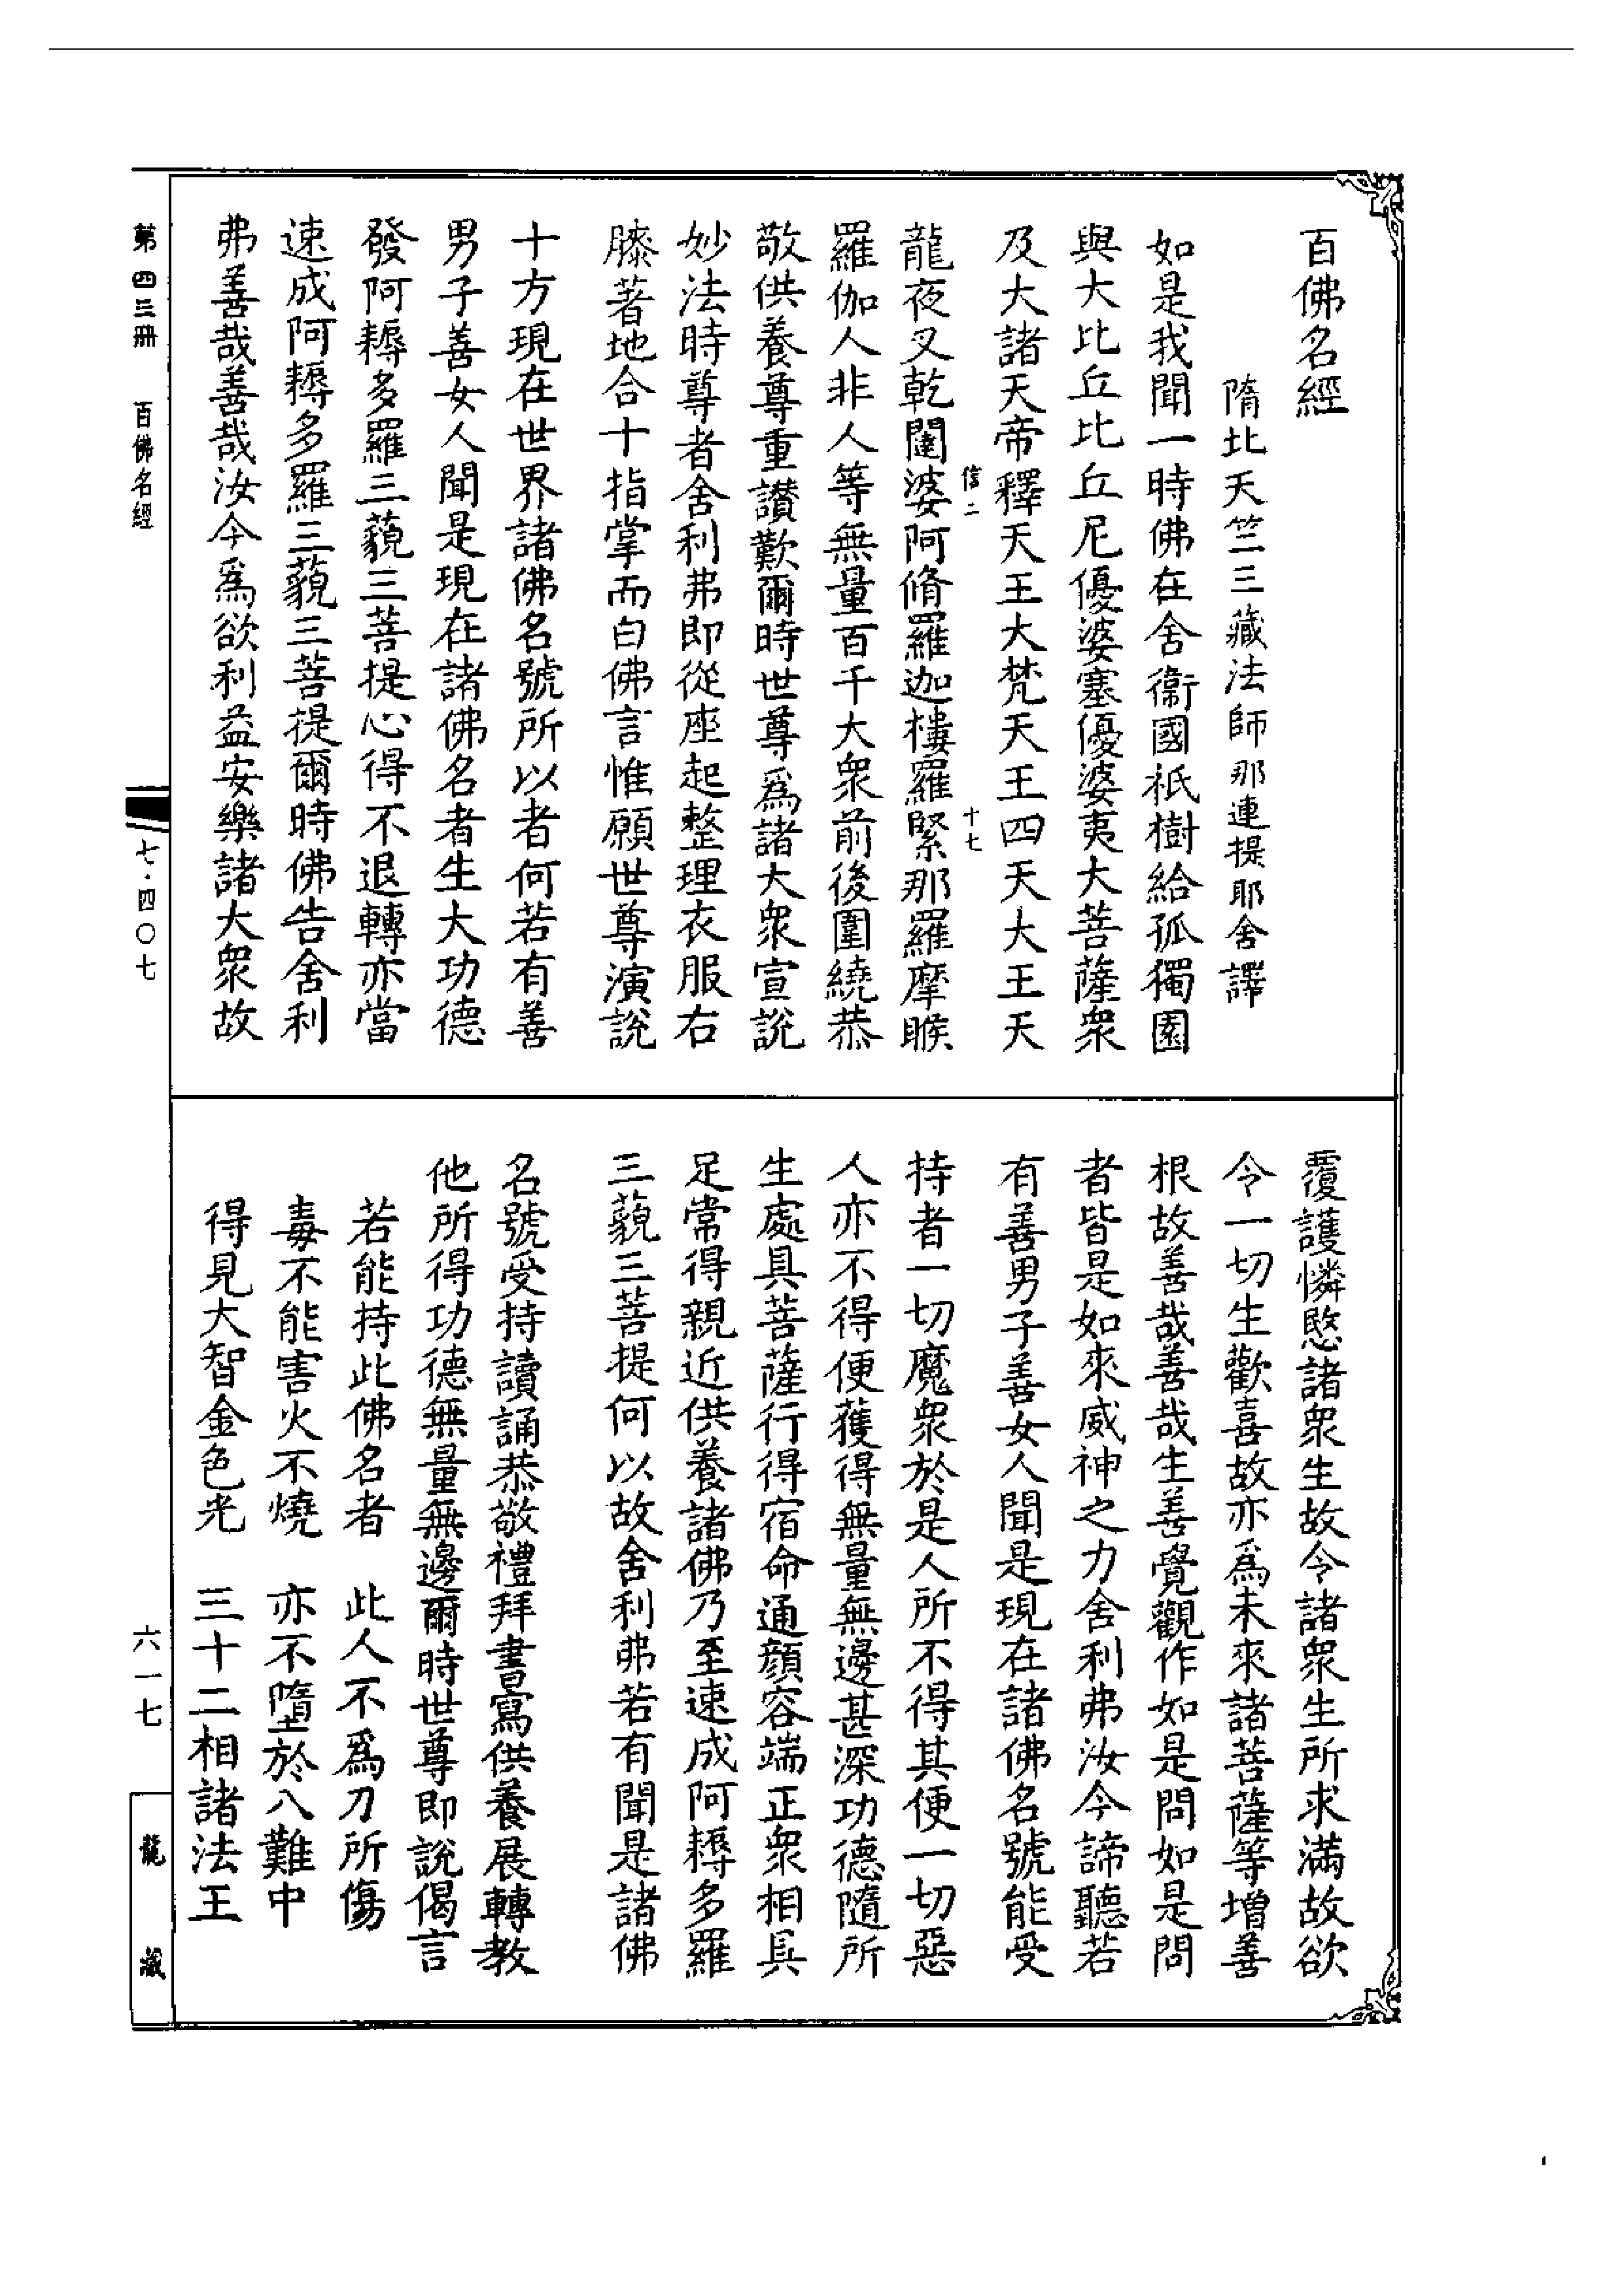 百佛名經
隋北天竺三藏法師那連提耶舍譯
如是我聞一時佛在舍衞國祇樹給孤獨園
與大比丘比丘尼優婆塞優婆夷大菩薩衆
及大諸天帝釋天王大梵天王四天大王天
信二
十七
龍夜叉乾闥婆阿脩羅迦樓羅緊那羅摩睺
羅伽人非人等無量百千大衆前後圍繞恭
敬供養尊重讚歎爾時世尊爲諸大衆宣說
妙法時尊者舍利弗即從座起整理衣服右
膝著地合十指掌而白佛言惟願世尊演說
十方現在世界諸佛名號所以者何若有善
男子善女人聞是現在諸佛名者生大功德
發阿耨多羅三藐三菩提心得不退轉亦當
速成阿耨多羅三藐三菩提爾時佛告舍利
弗善哉善哉汝今爲欲利益安樂諸大衆故
覆護憐愍諸衆生故令諸衆生所求滿故欲
令一切生歡喜故亦爲未來諸菩薩等增善
根故善哉善哉生善覺觀作如是問如是問
者皆是如來威神之力舍利弗汝今諦聽若
有善男子善女人聞是現在諸佛名號能受
持者一切魔衆於是人所不得其便一切惡
人亦不得便獲得無量無邊甚深功德隨所
生處具菩薩行得宿命通顏容端正衆相具
足常得親近供養諸佛乃至速成阿耨多羅
三藐三菩提何以故舍利弗若有聞是諸佛
名號受持讀誦恭敬禮拜書寫供養展轉教
他所得功德無量無邊爾時世尊即說偈言
若能持此佛名者　此人不爲刀所傷
毒不能害火不燒　亦不墮於八難中
得見大智金色光　三十二相諸法王
第四三冊　百佛名經
七·四〇七
六一七
龍藏